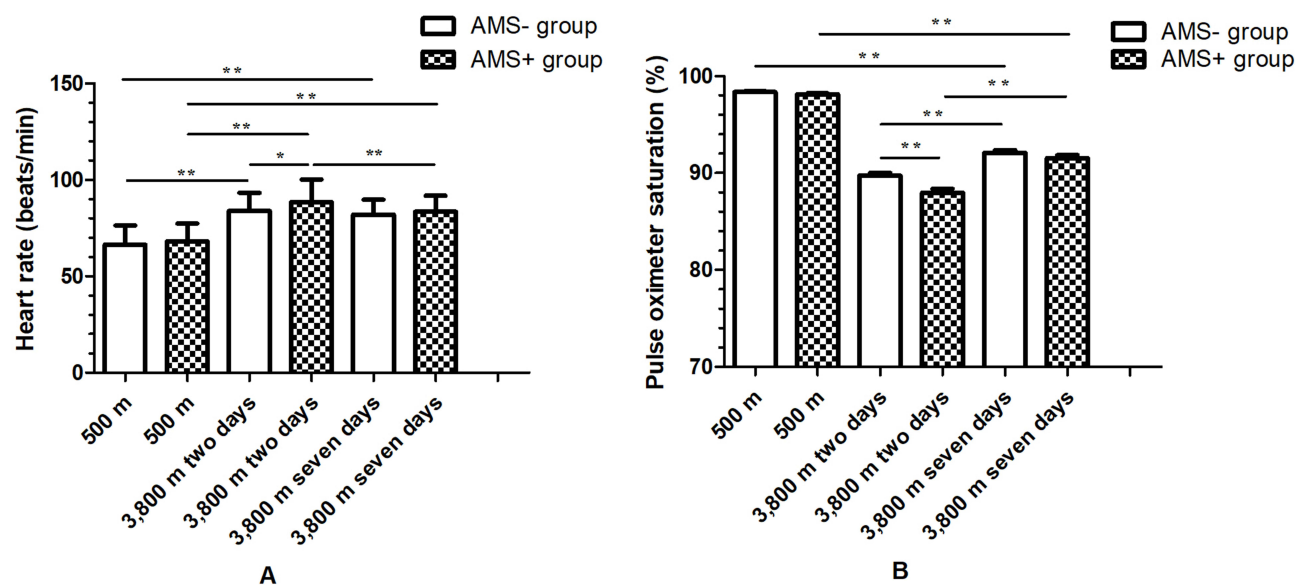 AMS- group
AMS+ group
Heart rate (beats/min)
150
100
50
0
**
**
**
*
**
**
500 m
500 m
3,800 m two days
3,800 m two days
3,800 m seven days
3,800 m seven days
A
AMS- group
AMS+ group
Pulse oximeter saturation (%)
100
90
80
70
**
**
**
**
**
500 m
500 m
3,800 m two days
3,800 m two days
3,800 m seven days
3,800 m seven days
B